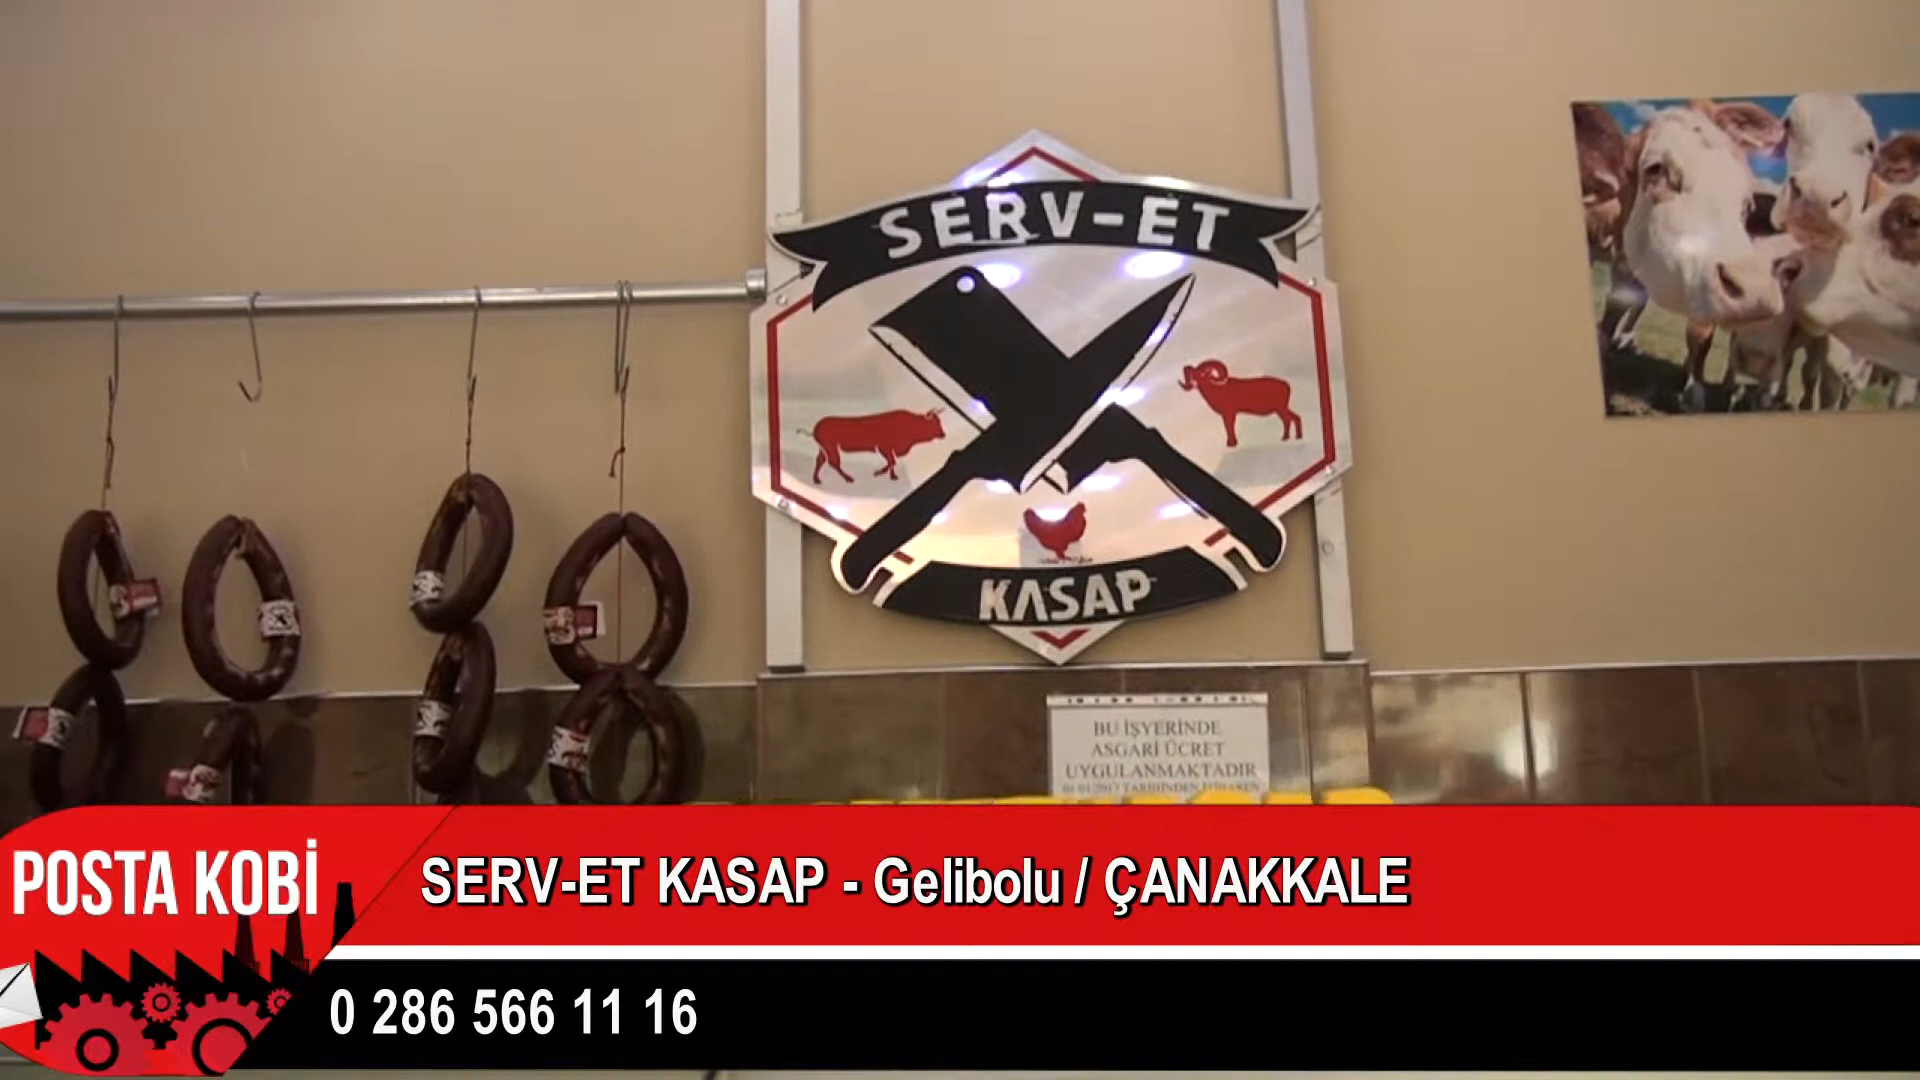 SERV-ET
KASAP
BU İŞYERİNDE
ASGARİ ÜCRET
UYGULANMAKTADIR
POSTA KOBİ
SERV-ET KASAP - Gelibolu / ÇANAKKALE
0 286 566 11 16